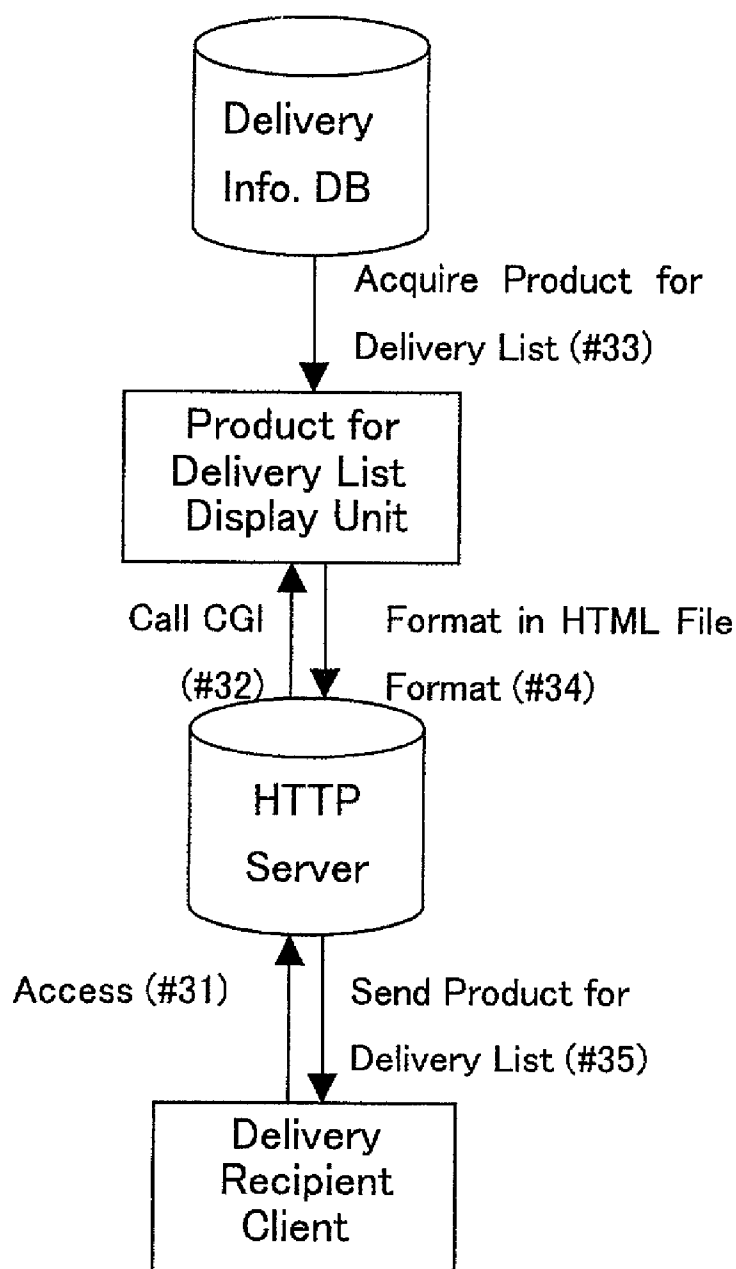 Delivery
Info. DB
Acquire Product for
Delivery List (#33)
Product for
Delivery List
Display Unit
Call CGI
(#32)
Format in HTML File
Format (#34)
HTTP
Server
Access (#31)
Send Product for
Delivery List (#35)
Delivery
Recipient
Client